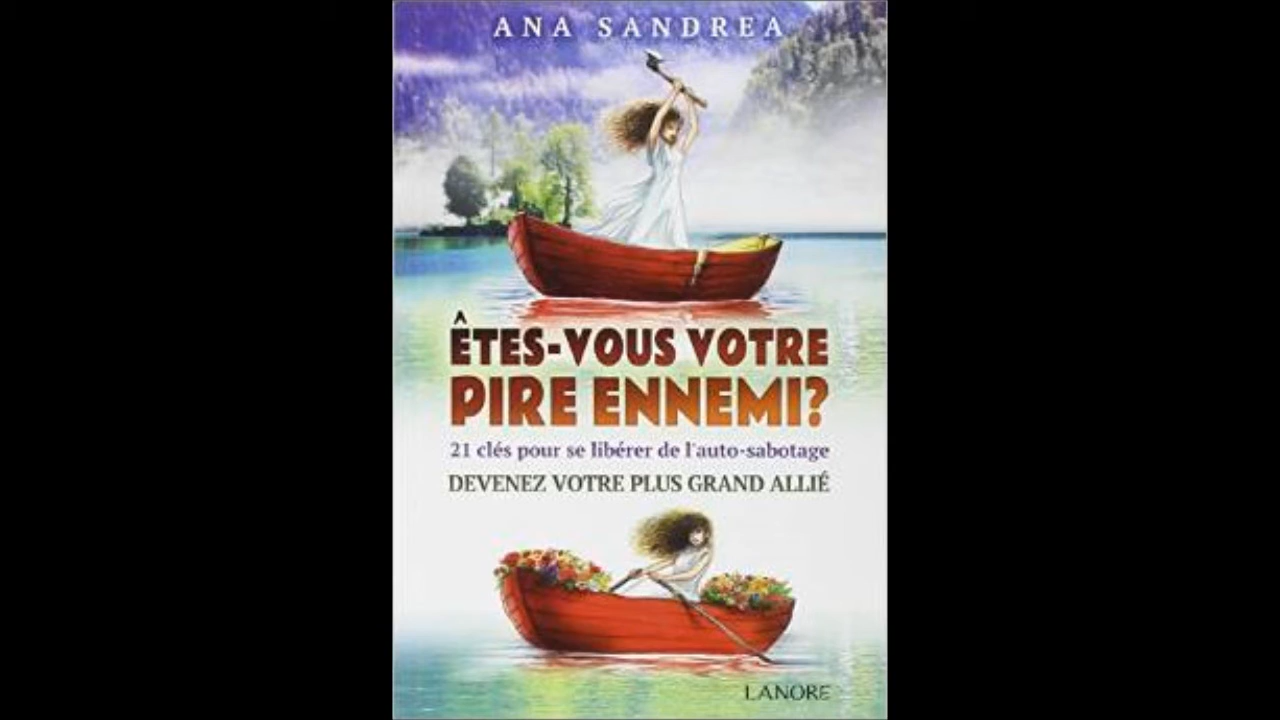 ANA SANDREA
ÊTES-VOUS VOTRE
PIRE ENNEMI?
21 clés pour se libérer de l'auto-sabotage
DEVENEZ VOTRE PLUS GRAND ALLIÉ
LANORE